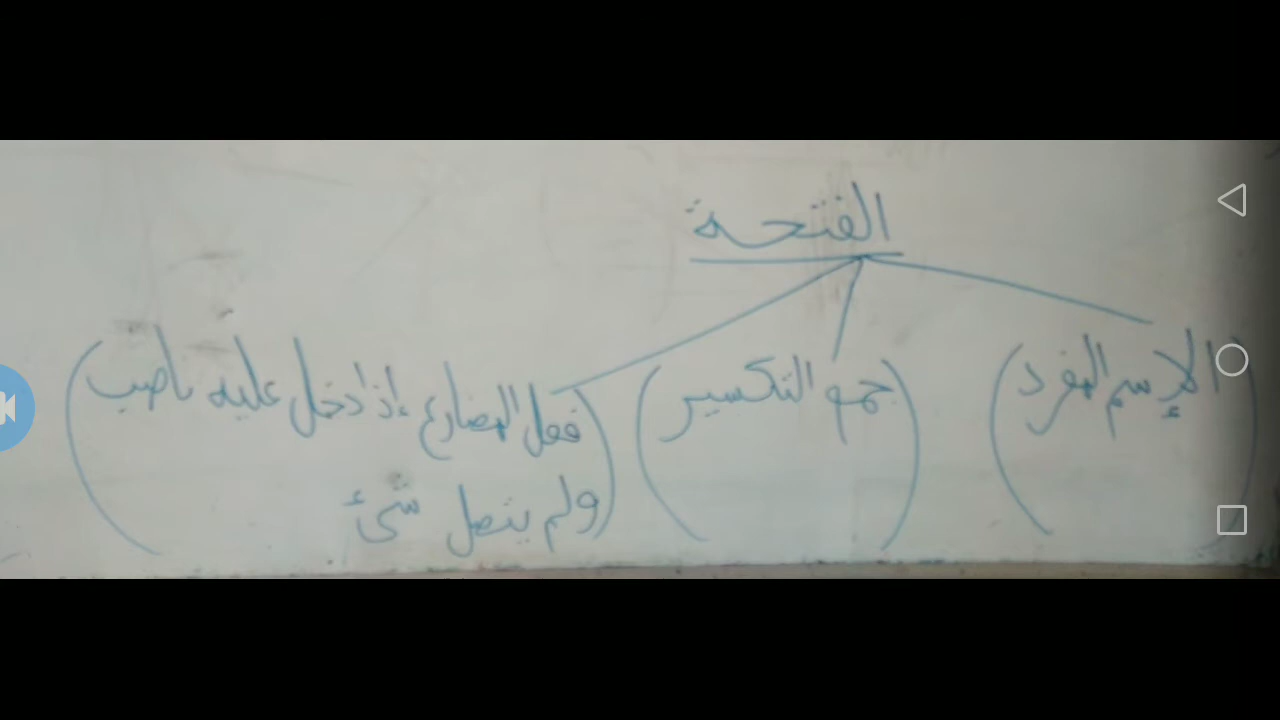 الفتحة
(الإسم المفرد)
(جمع التكسير)
(فعل المضارع إذا دخل عليه ناصب
ولم يتصل شئ)